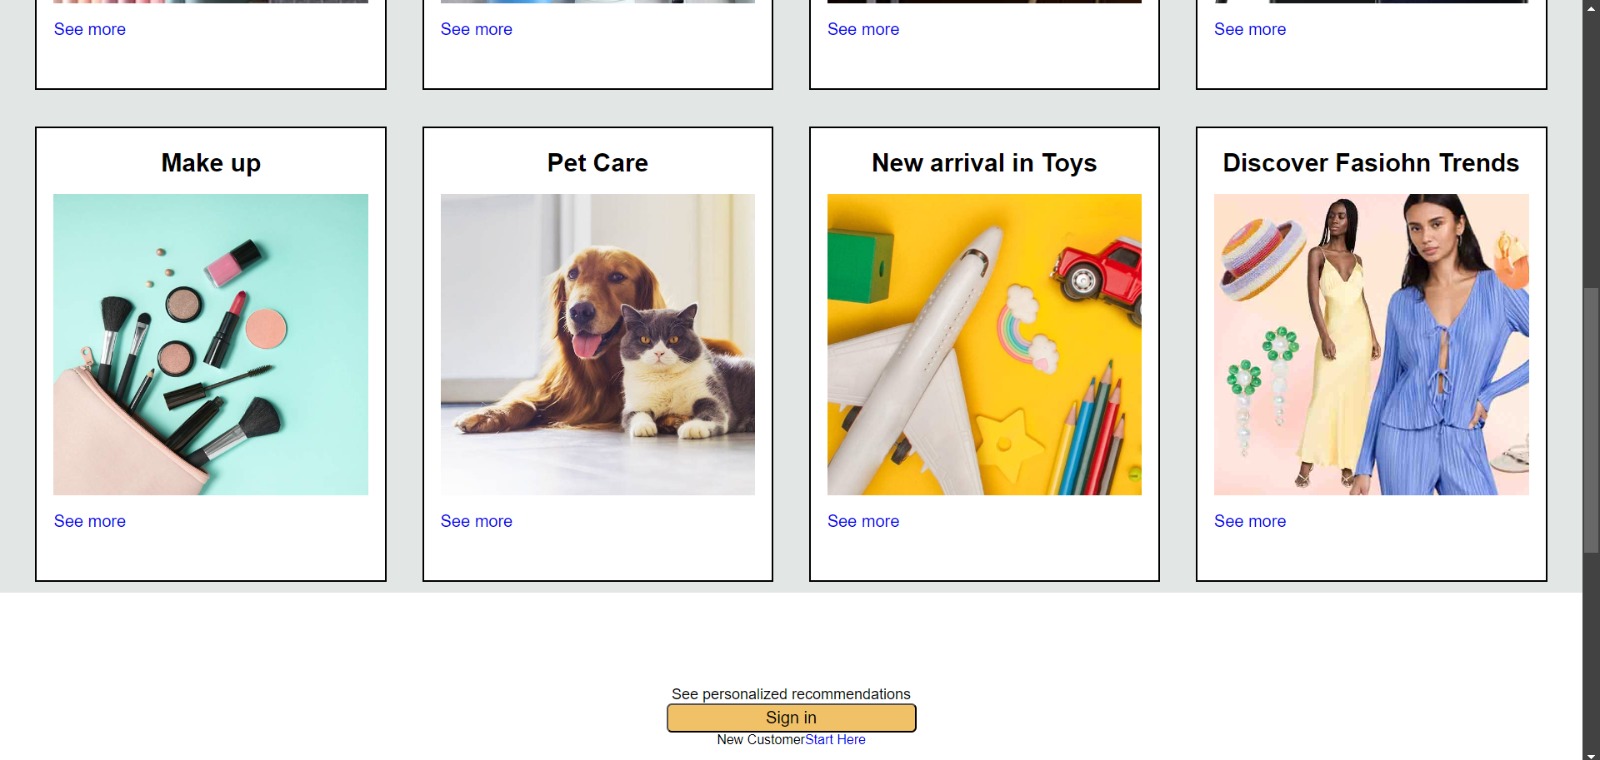 See more
See more
See more
See more
Make up
Pet Care
New arrival in Toys
Discover Fasiohn Trends
See more
See more
See more
See more
See personalized recommendations
Sign in
New CustomerStart Here